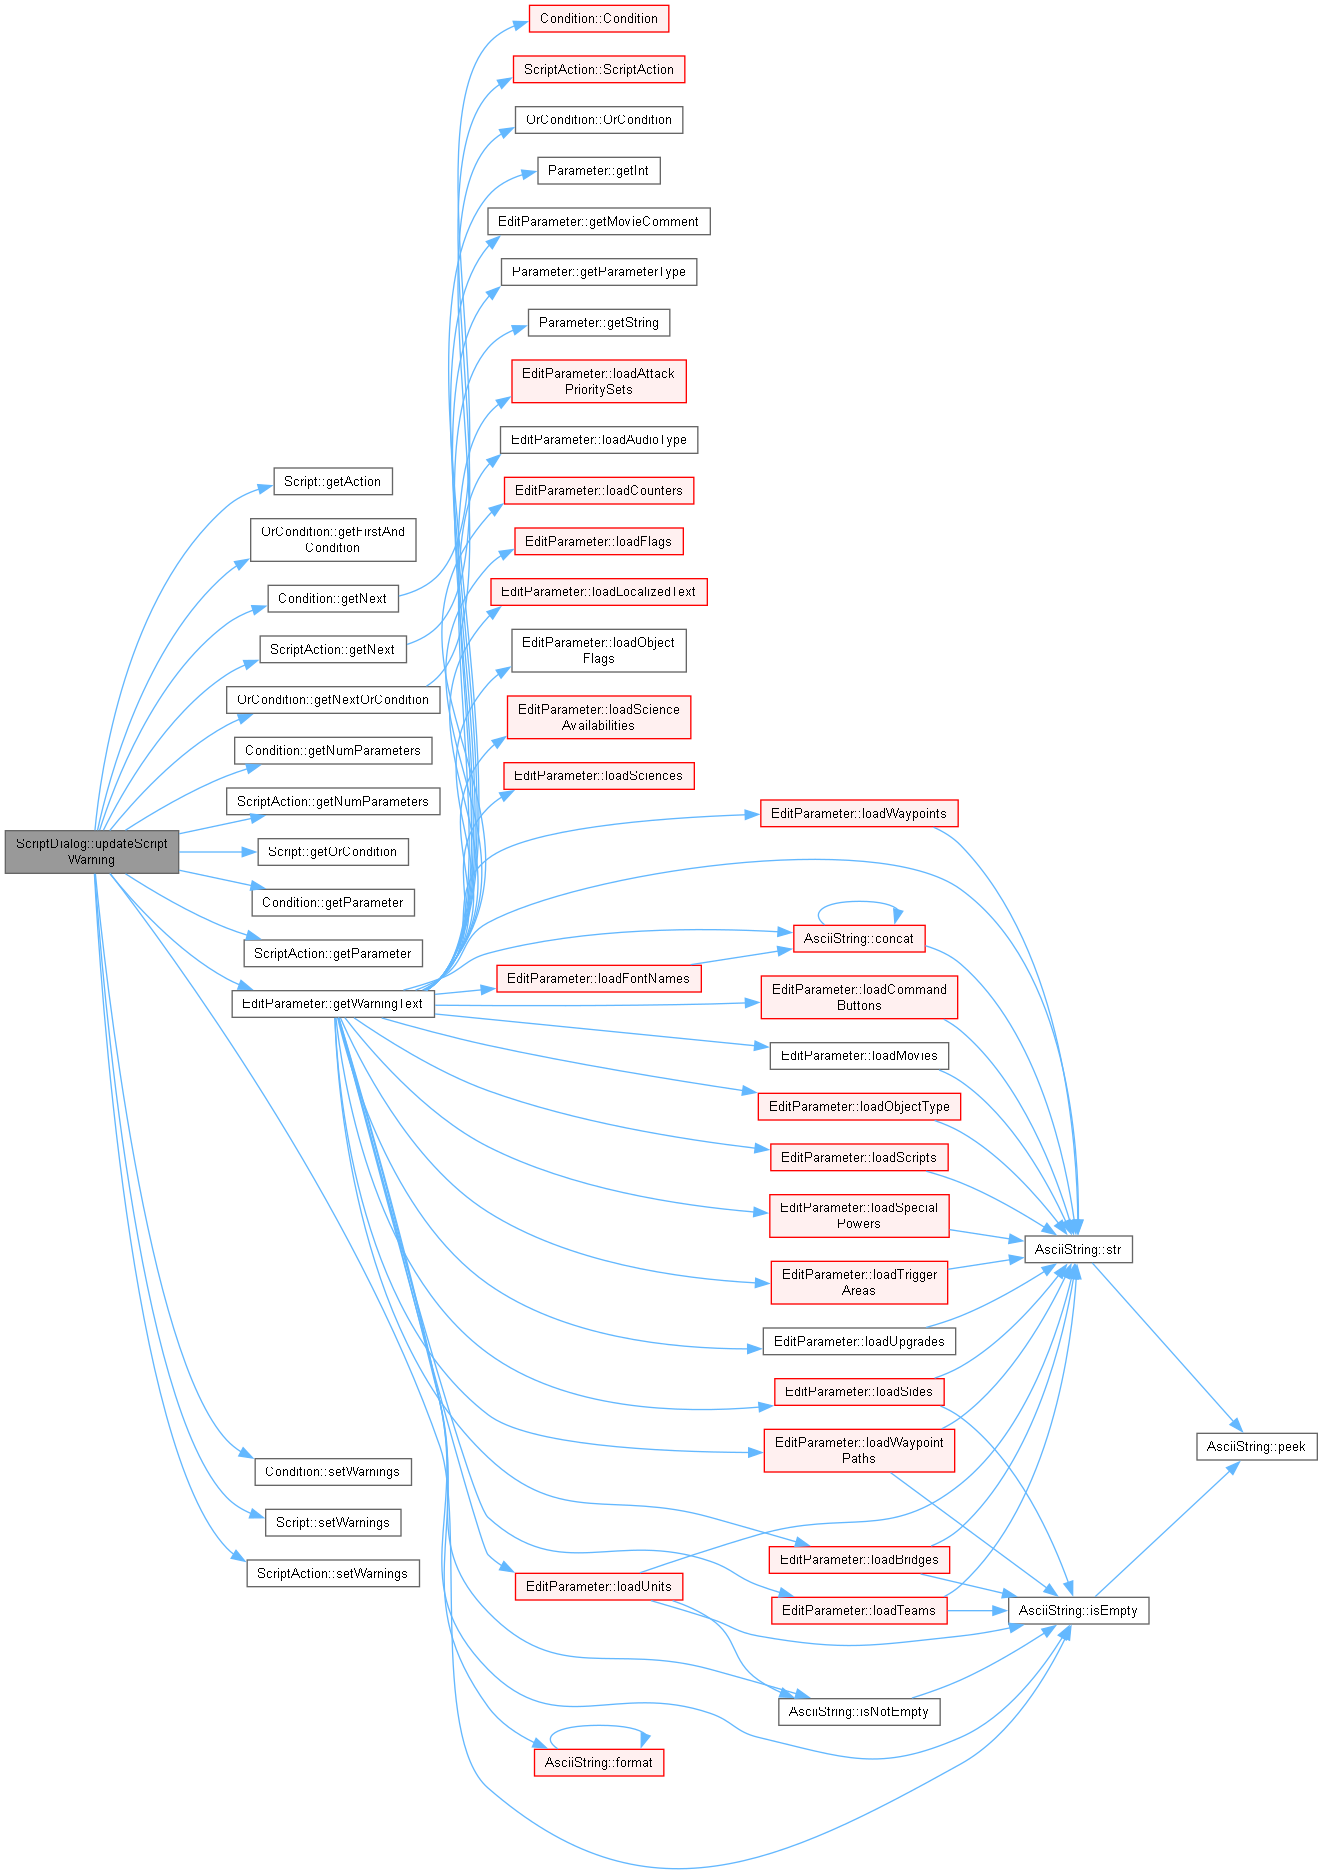 Condition::Condition
ScriptAction::ScriptAction
OrCondition::OrCondition
Parameter::getInt
EditParameter::getMovieComment
Parameter::getParameterType
Parameter::getString
EditParameter::loadAttack
PrioritySets
EditParameter::loadAudioType
Script::getAction
EditParameter::loadCounters
OrCondition::getFirstAnd
Condition
EditParameter::loadFlags
Condition::getNext
EditParameter::loadLocalizedText
ScriptAction::getNext
EditParameter::loadObject
Flags
OrCondition::getNextOrCondition
EditParameter::loadScience
Availabilities
Condition::getNumParameters
EditParameter::loadSciences
ScriptAction::getNumParameters
EditParameter::loadWaypoints
ScriptDialog::updateScript
Warning
Script::getOrCondition
Condition::getParameter
AsciiString::concat
ScriptAction::getParameter
EditParameter::loadFontNames
EditParameter::getWarningText
EditParameter::loadCommand
Buttons
EditParameter::loadMovies
EditParameter::loadObjectType
EditParameter::loadScripts
EditParameter::loadSpecial
Powers
AsciiString::str
EditParameter::loadTrigger
Areas
EditParameter::loadUpgrades
EditParameter::loadSides
EditParameter::loadWaypoint
Paths
AsciiString::peek
Condition::setWarnings
Script::setWarnings
EditParameter::loadBridges
ScriptAction::setWarnings
EditParameter::loadUnits
EditParameter::loadTeams
AsciiString::isEmpty
AsciiString::isNotEmpty
AsciiString::format